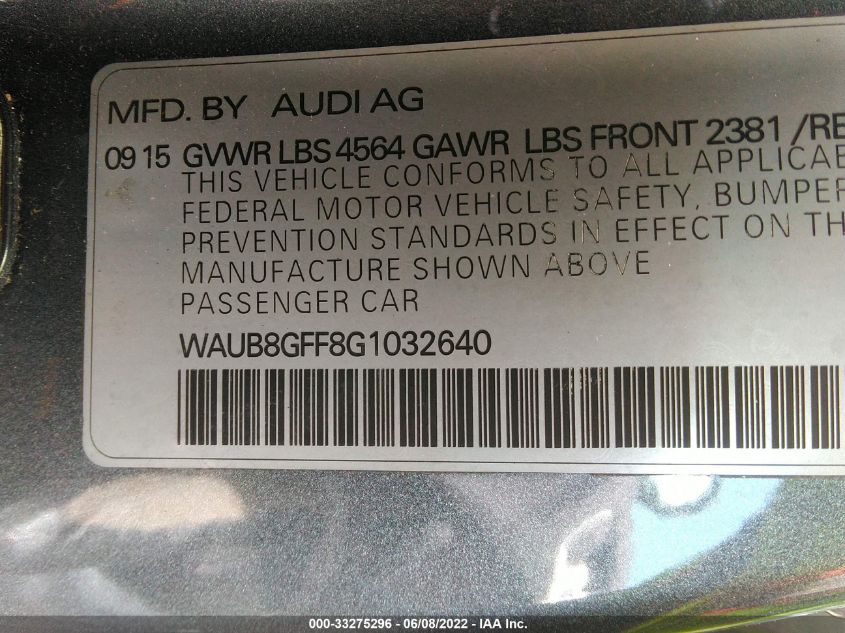 MFD. BY AUDI AG
09 15 GVWR LBS 4564 GAWR LBS FRONT 2381 /RE
THIS VEHICLE CONFORMS TO ALL APPLICAB
FEDERAL MOTOR VEHICLE SAFETY, BUMPER
PREVENTION STANDARDS IN EFFECT ON TH
MANUFACTURE SHOWN ABOVE
PASSENGER CAR
WAUB8GFF8G1032640
000-33275296 - 06/08/2022 - IAA Inc.